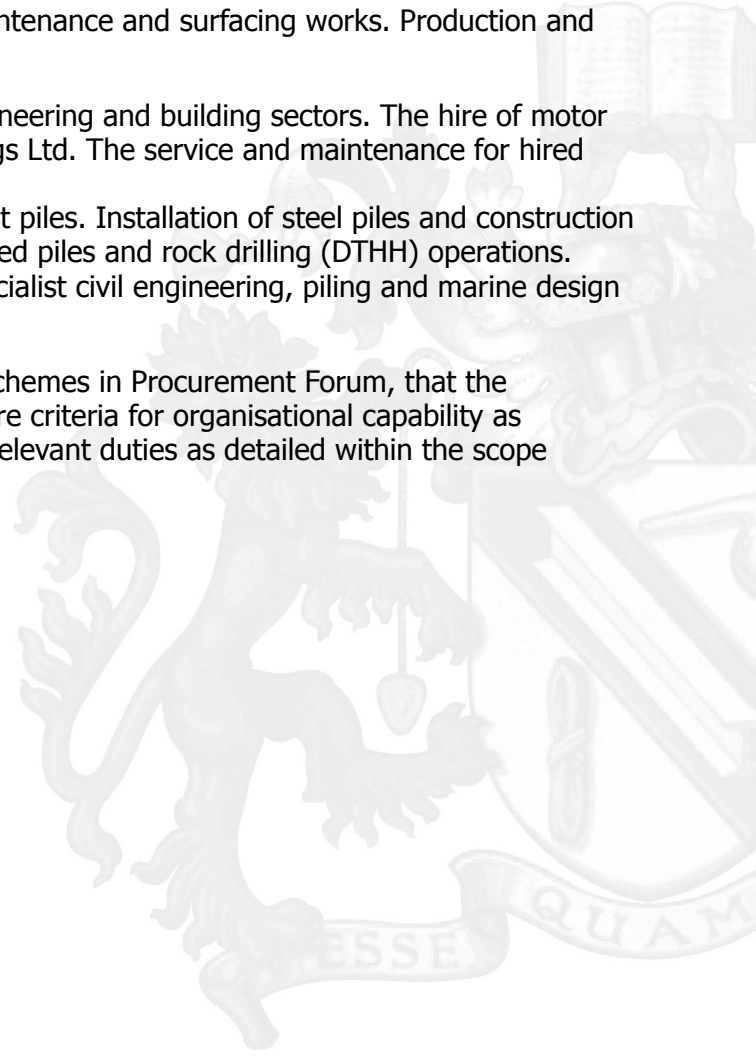 ntenance and surfacing works. Production and
neering and building sectors. The hire of motor
gs Ltd. The service and maintenance for hired
t piles. Installation of steel piles and construction
ed piles and rock drilling (DTHH) operations.
cialist civil engineering, piling and marine design
chemes in Procurement Forum, that the
re criteria for organisational capability as
relevant duties as detailed within the scope
ESSE
QUAM